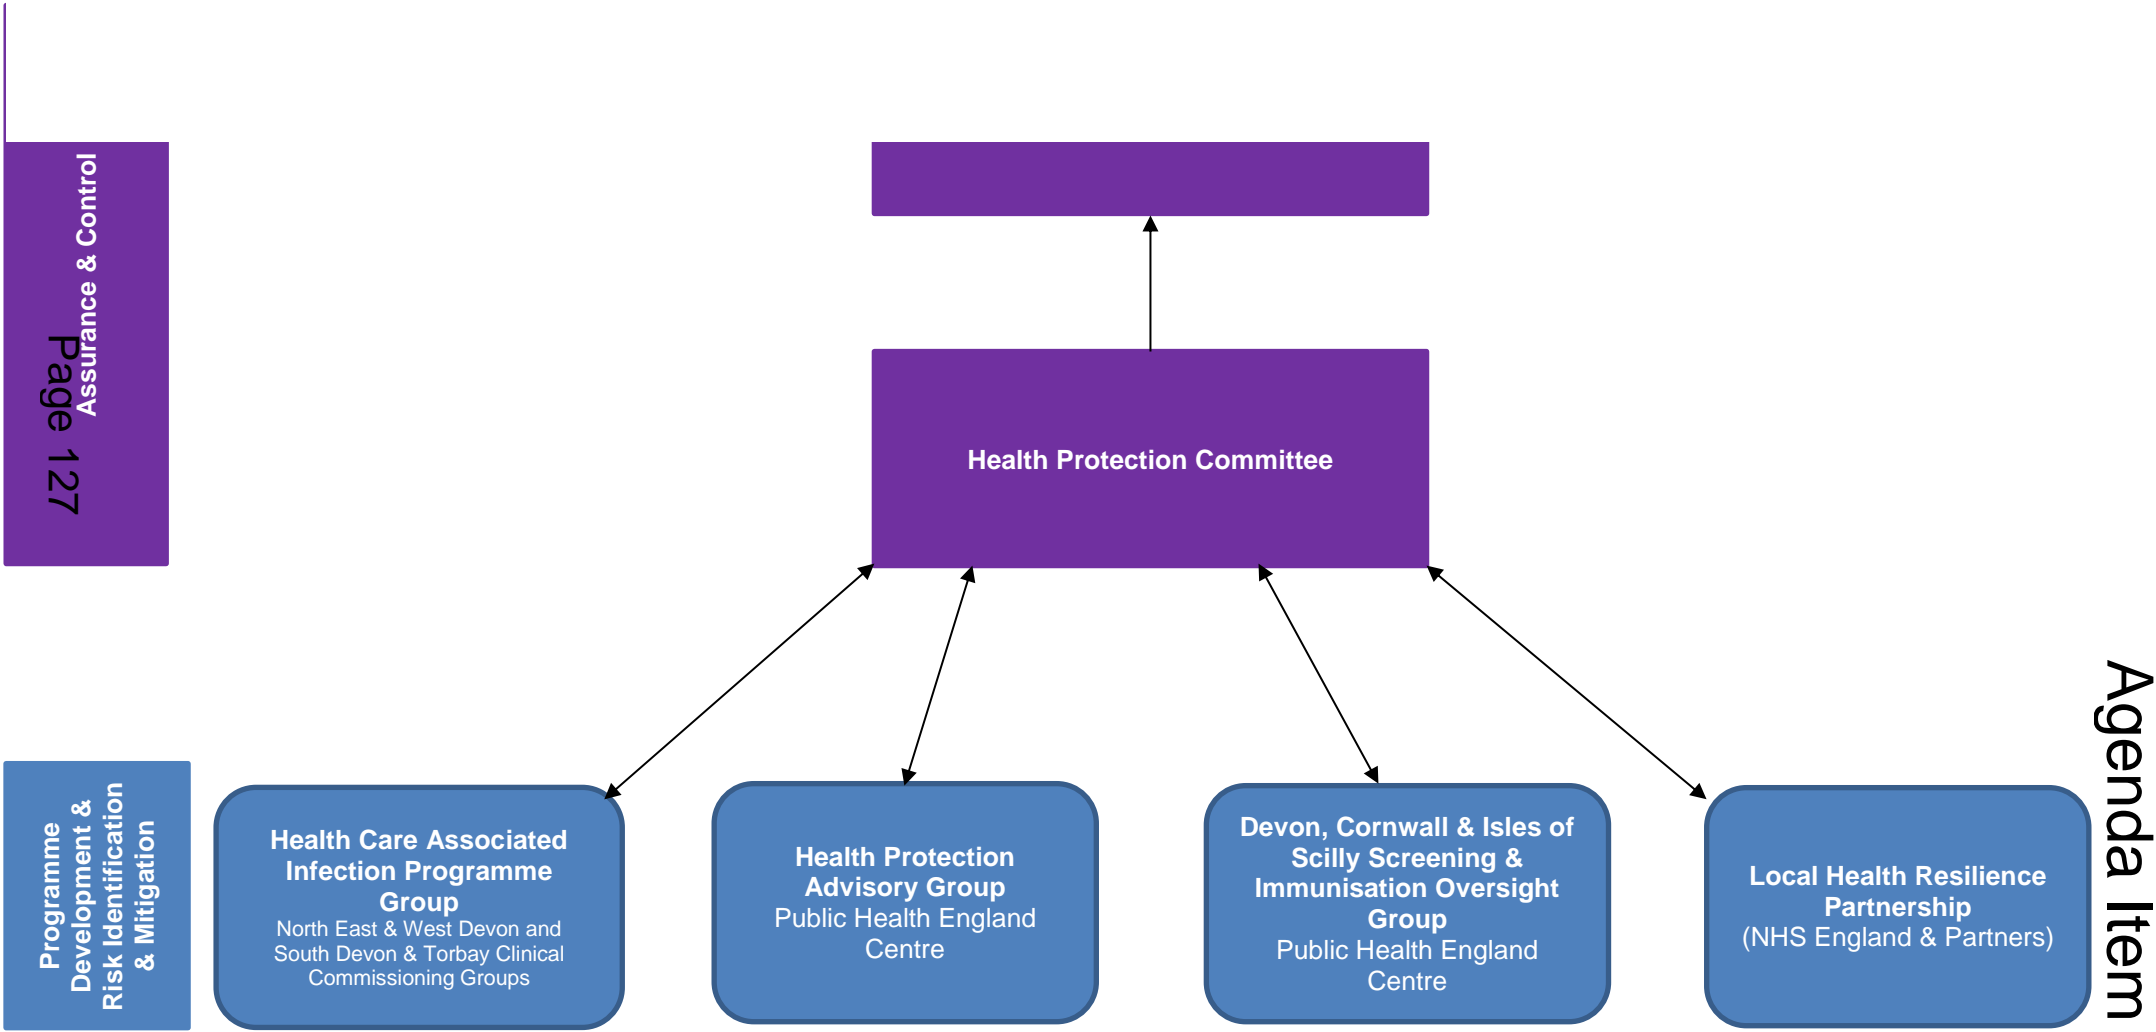 Assurance & Control
Page 127
Health Protection Committee
Agenda Item
Programme
Development &
Risk Identification
& Mitigation
Health Care Associated
Infection Programme
Group
North East & West Devon and
South Devon & Torbay Clinical
Commissioning Groups
Health Protection
Advisory Group
Public Health England
Centre
Devon, Cornwall & Isles of
Scilly Screening &
Immunisation Oversight
Group
Public Health England
Centre
Local Health Resilience
Partnership
(NHS England & Partners)